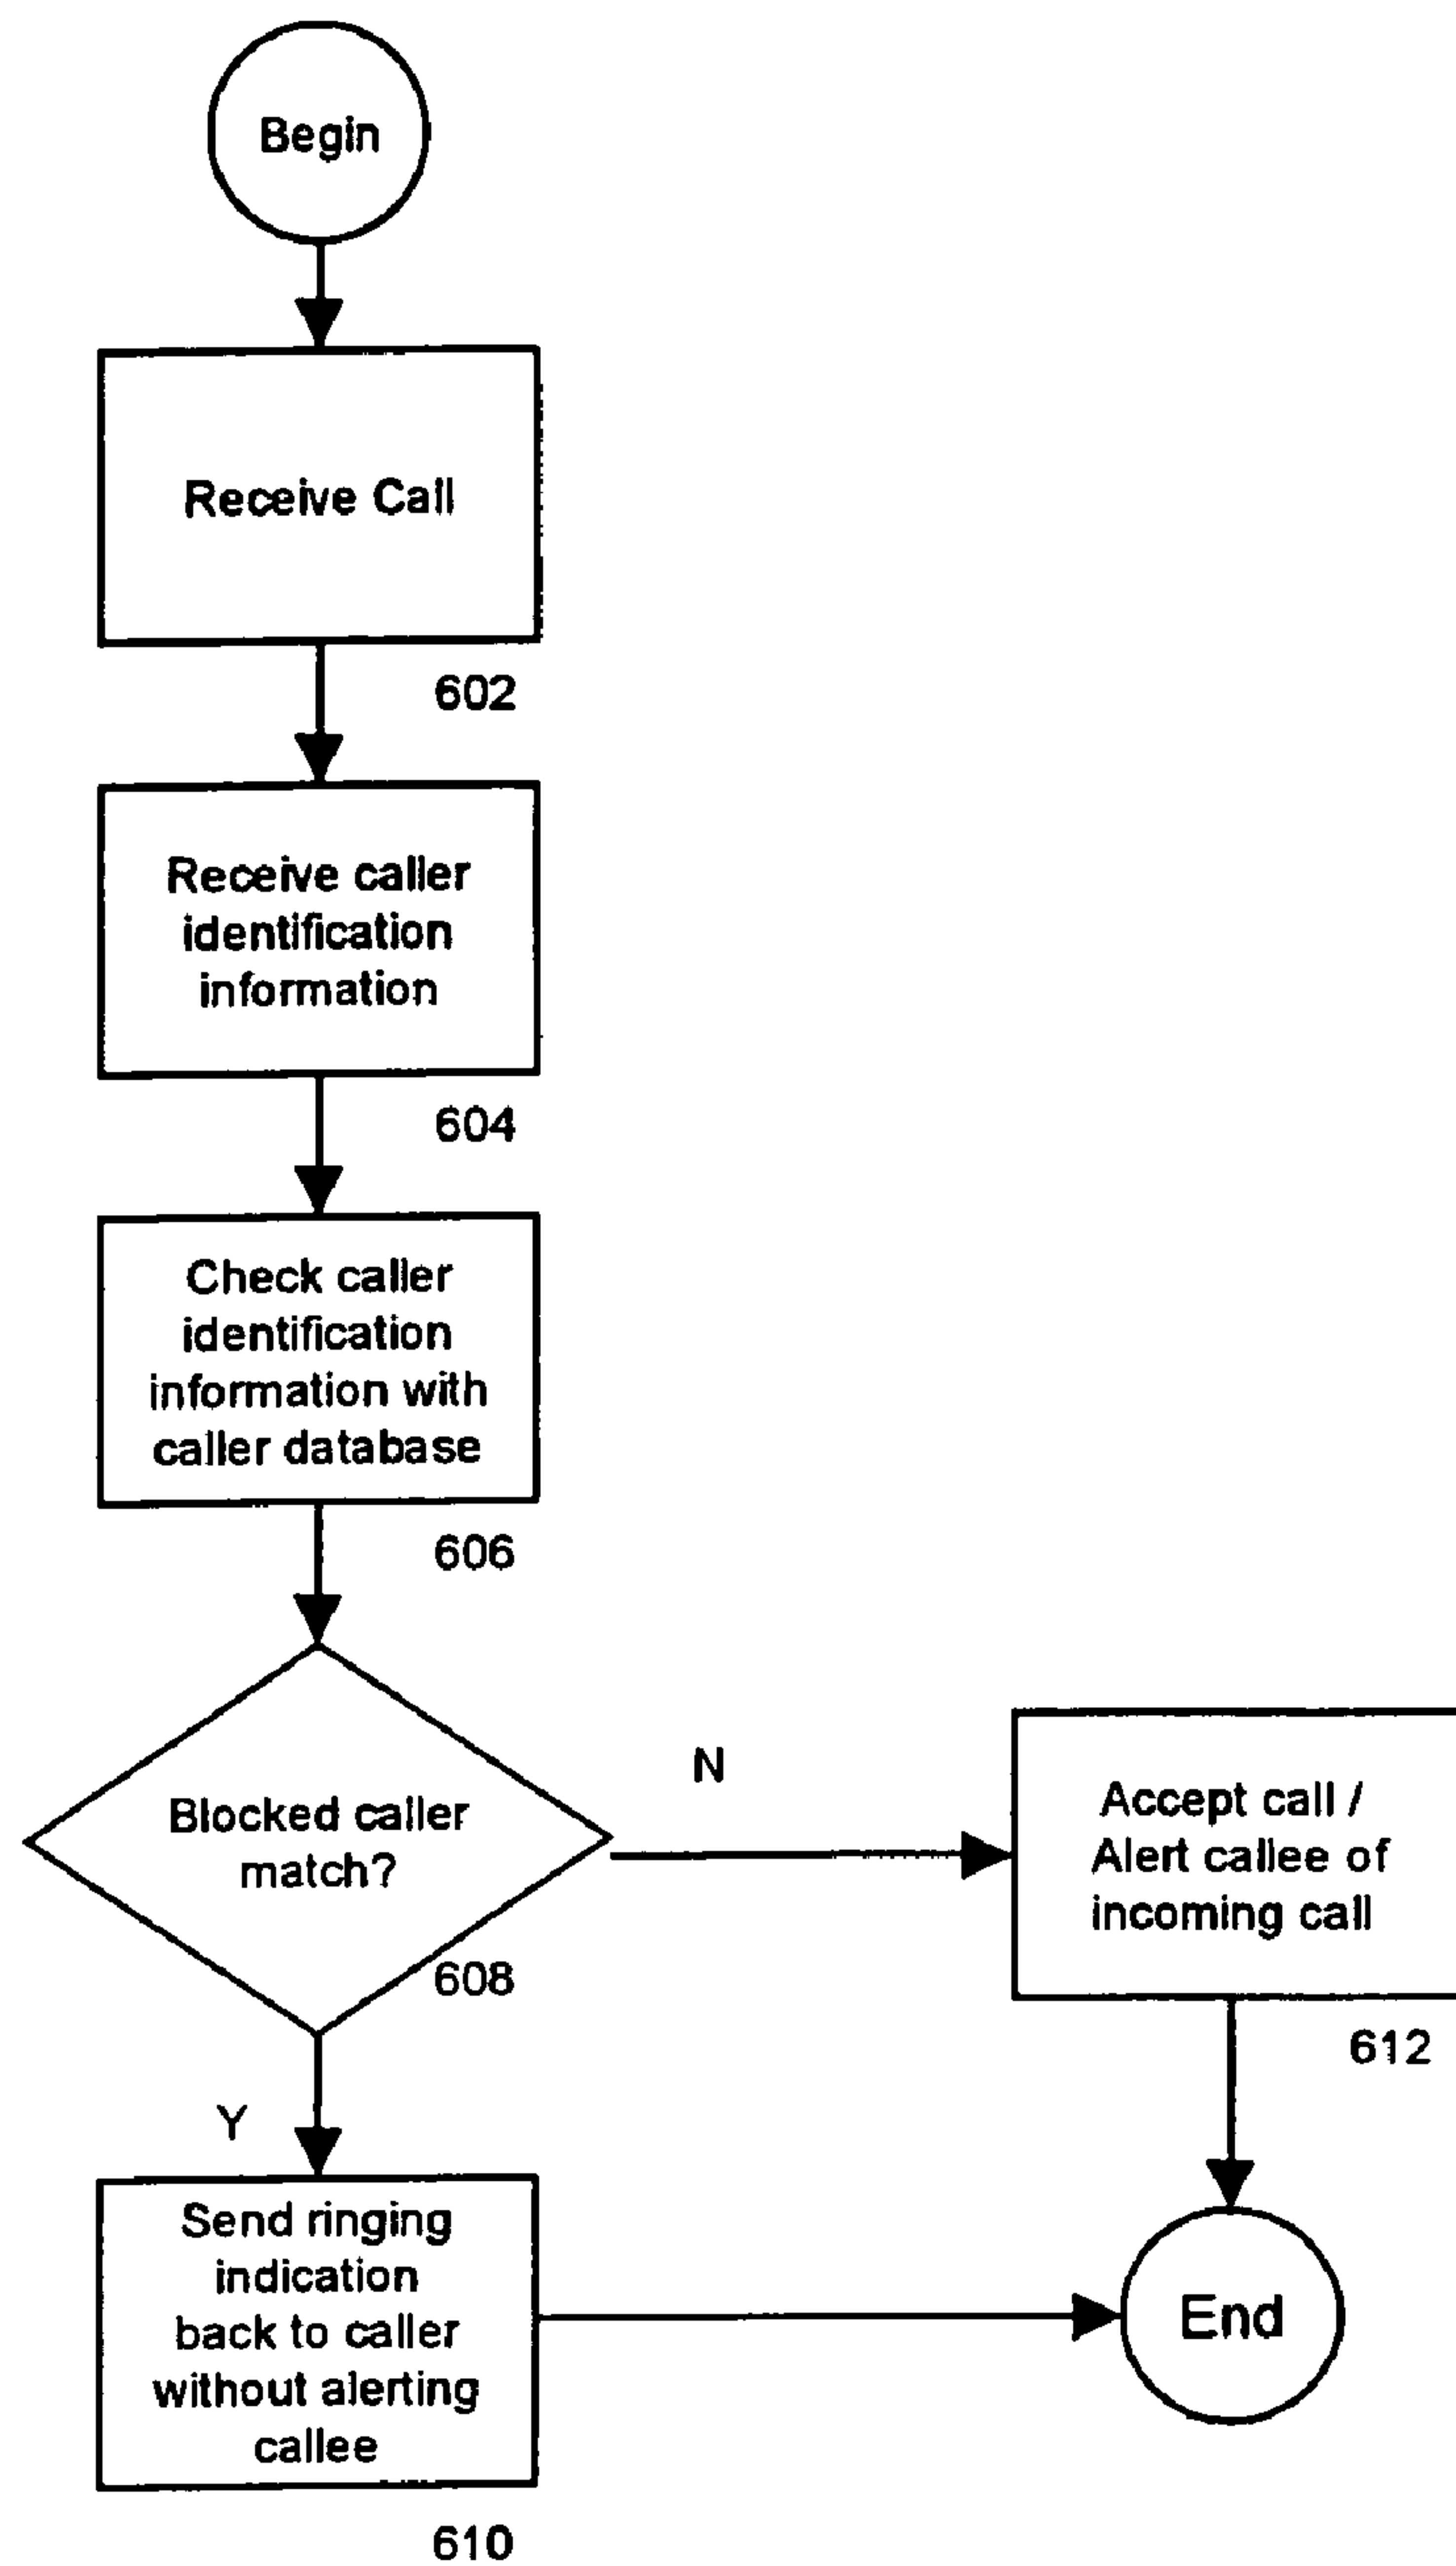 Begin
Receive Call
602
Receive caller
identification
information
604
Check caller
identification
information with
caller database
606
Blocked caller
match?
608
N
Accept call /
Alert callee of
incoming call
612
Y
Send ringing
indication
back to caller
without alerting
callee
610
End